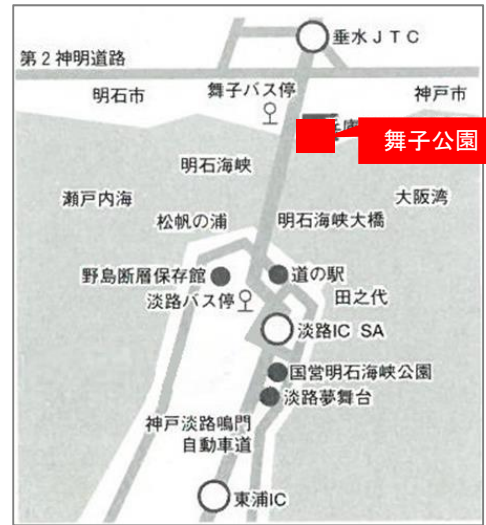 垂水JTC
第2神明道路
明石市
舞子バス停
神戸市
兵庫
舞子公園
明石海峡
瀬戸内海
大阪湾
松帆の浦
明石海峡大橋
野島断層保存館
道の駅
淡路バス停
田之代
淡路IC SA
国営明石海峡公園
淡路夢舞台
神戸淡路鳴門
自動車道
東浦IC